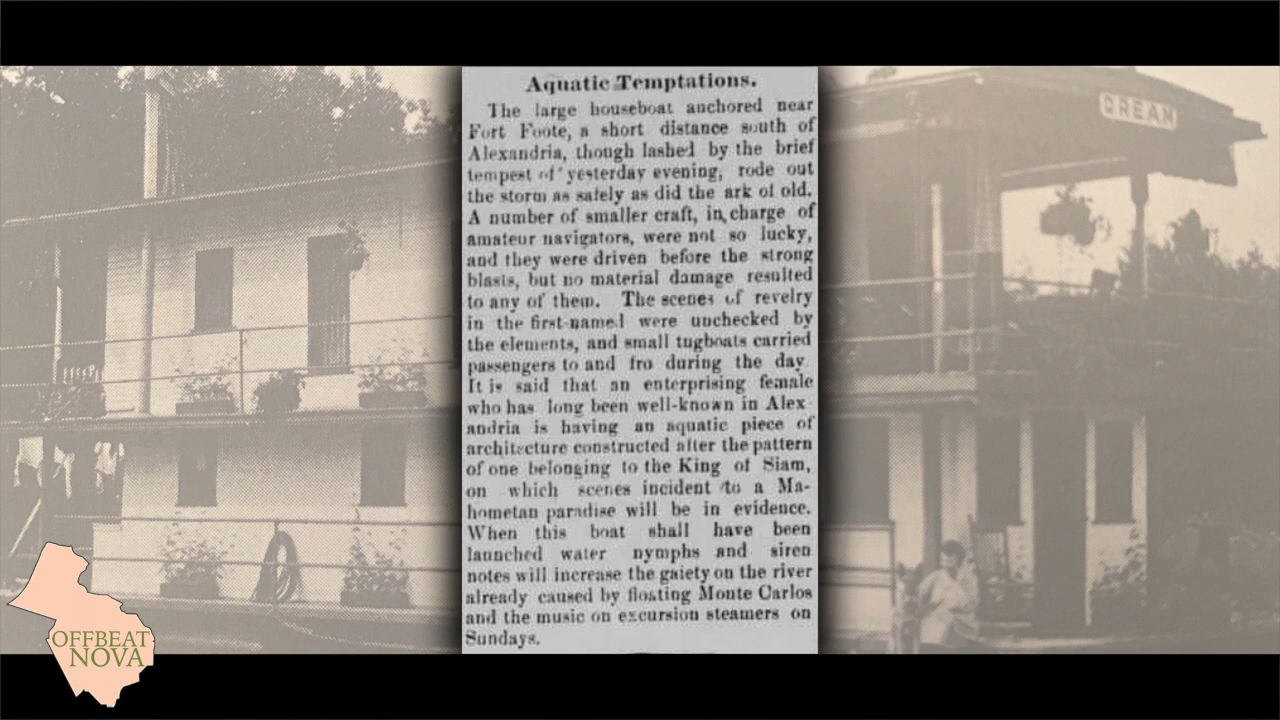 Aquatic Temptations.
The large houseboat anchored near
Fort Foote, a short distance south of
Alexandria, though lashed by the brief
tempest of yesterday evening, rode out
the storm as safely as did the ark of old.
A number of smaller craft, in charge of
amateur navigators, were not so lucky,
and they were driven before the strong
blasts, but no material damage resulted
to any of them. The scenes of revelry
in the first-named were unchecked by
the elements, and small tugboats carried
passengers to and fro during the day
It is said that an enterprising female
who has long been well-known in Alex
andria is having an aquatic piece of
architecture constructed after the pattern
of one belonging to the King of Siam,
on which scenes incident to a Ma-
hometan paradise will be in evidence.
When this boat shall have been
launched water nymphs and siren
notes will increase the gaiety on the river
already caused by floating Monte Carlos
and the music on excursion steamers on
Sundays.
DREAM
OFFBEAT
NOVA